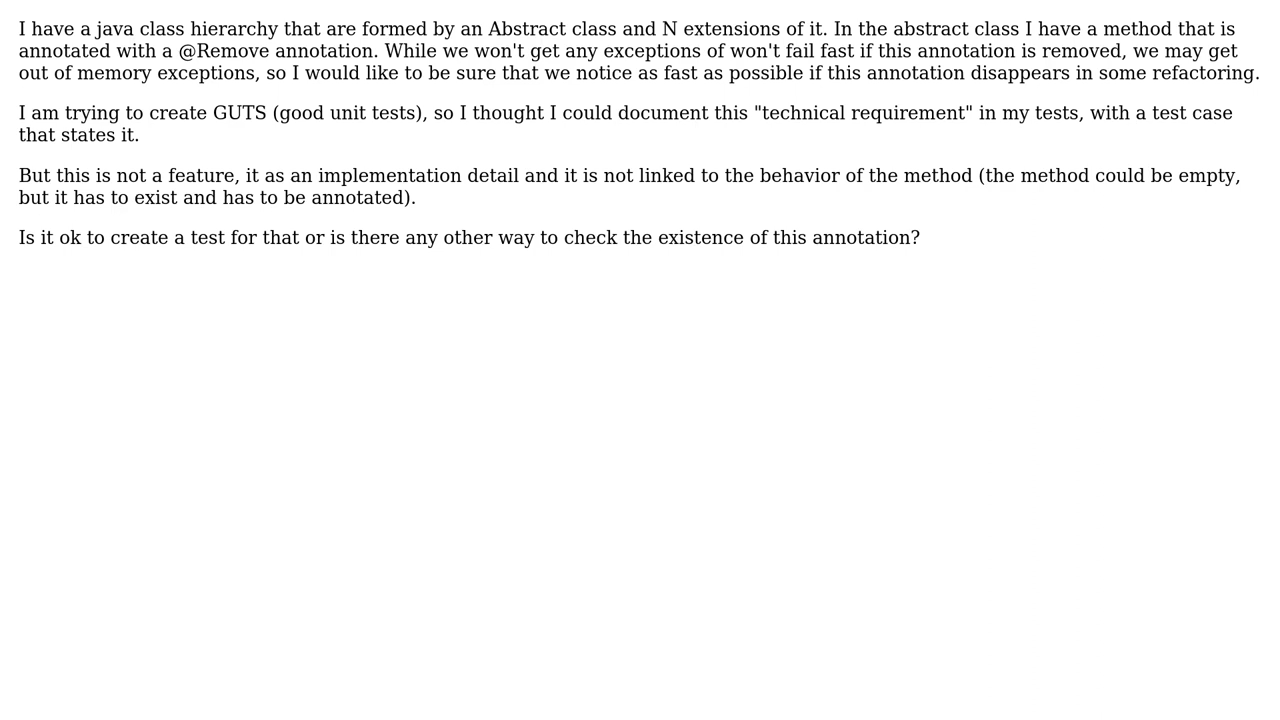 I have a java class hierarchy that are formed by an Abstract class and N extensions of it. In the abstract class I have a method that is
annotated with a @Remove annotation. While we won't get any exceptions of won't fail fast if this annotation is removed, we may get
out of memory exceptions, so I would like to be sure that we notice as fast as possible if this annotation disappears in some refactoring.
I am trying to create GUTS (good unit tests), so I thought I could document this "technical requirement" in my tests, with a test case
that states it.
But this is not a feature, it as an implementation detail and it is not linked to the behavior of the method (the method could be empty,
but it has to exist and has to be annotated).
Is it ok to create a test for that or is there any other way to check the existence of this annotation?